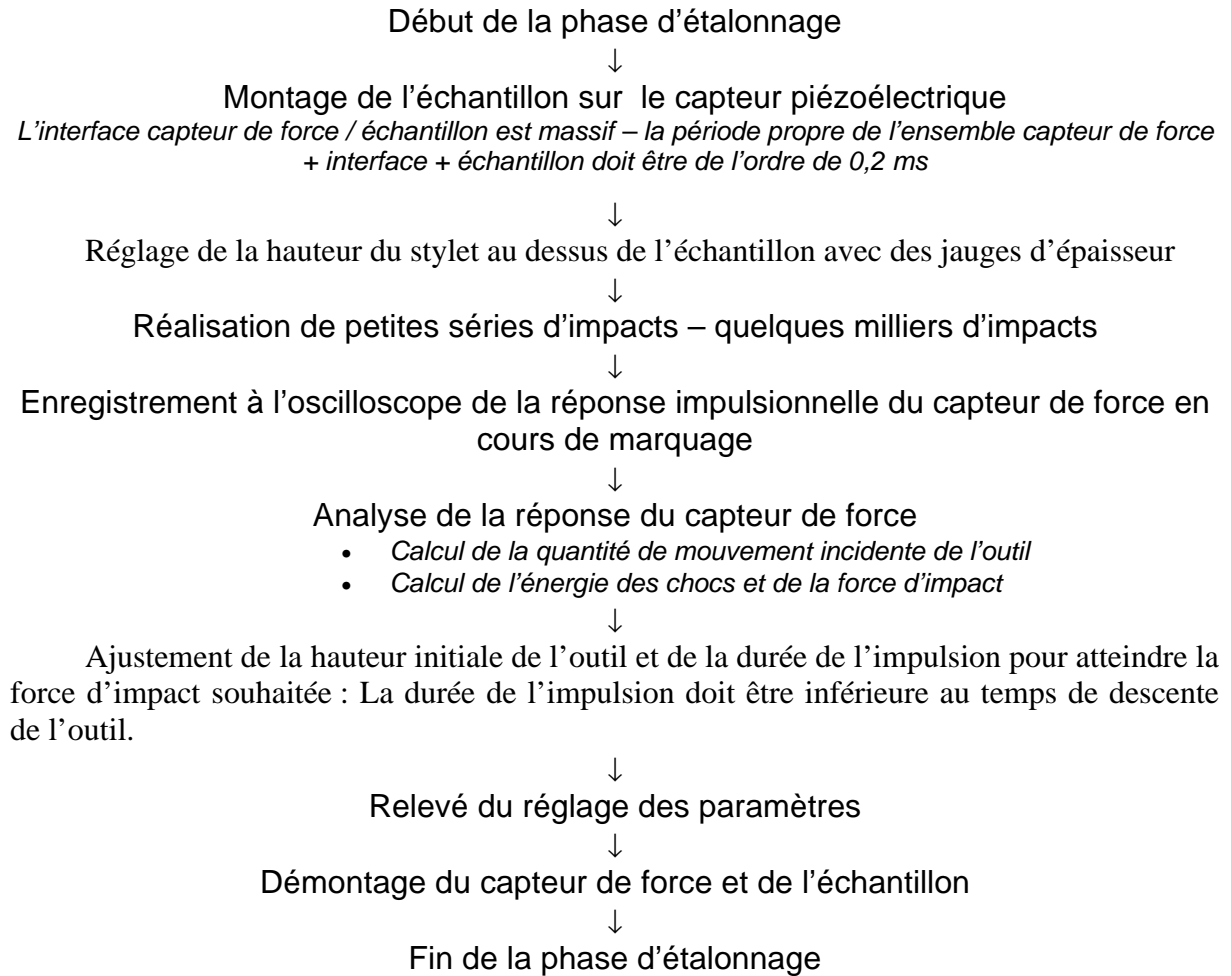 Début de la phase d’étalonnage
↓
Montage de l’échantillon sur le capteur piézoélectrique
L’interface capteur de force / échantillon est massif – la période propre de l’ensemble capteur de force
+ interface + échantillon doit être de l’ordre de 0,2 ms
↓
Réglage de la hauteur du stylet au dessus de l’échantillon avec des jauges d’épaisseur
↓
Réalisation de petites séries d’impacts – quelques milliers d’impacts
↓
Enregistrement à l’oscilloscope de la réponse impulsionnelle du capteur de force en
cours de marquage
↓
Analyse de la réponse du capteur de force
• Calcul de la quantité de mouvement incidente de l’outil
• Calcul de l’énergie des chocs et de la force d’impact
↓
Ajustement de la hauteur initiale de l’outil et de la durée de l’impulsion pour atteindre la
force d’impact souhaitée : La durée de l’impulsion doit être inférieure au temps de descente
de l’outil.
↓
Relevé du réglage des paramètres
↓
Démontage du capteur de force et de l’échantillon
↓
Fin de la phase d’étalonnage